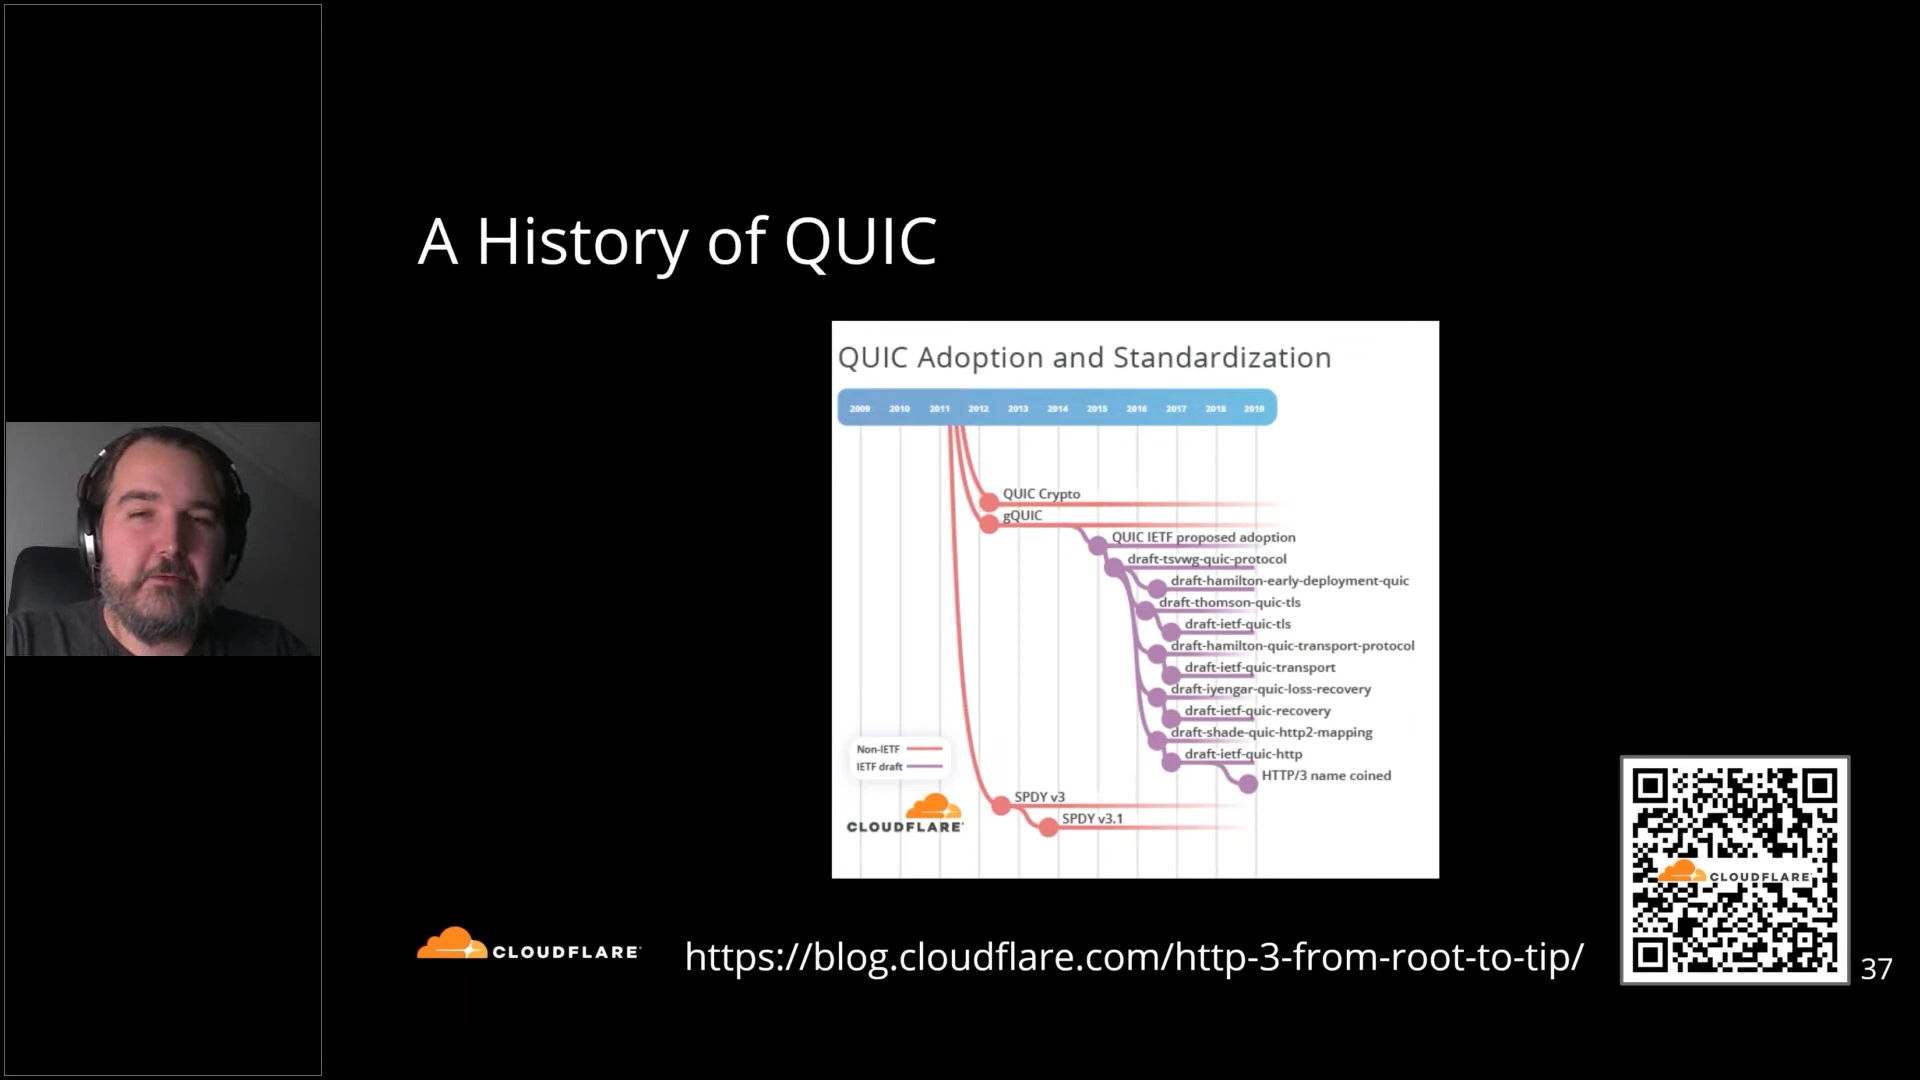 A History of QUIC
QUIC Adoption and Standardization
2009 2010 2011 2012 2013 2014 2015 2016 2017 2018 2019
QUIC Crypto
gQUIC
QUIC IETF proposed adoption
draft-tsvwg-quic-protocol
draft-hamilton-early-deployment-quic
draft-thomson-quic-tls
draft-ietf-quic-tls
draft-hamilton-quic-transport-protocol
draft-ietf-quic-transport
draft-iyengar-quic-loss-recovery
draft-ietf-quic-recovery
draft-shade-quic-http2-mapping
draft-ietf-quic-http
HTTP/3 name coined
Non-IETF
IETF draft
SPDY v3
SPDY v3.1
CLOUDFLARE
CLOUDFLARE
CLOUDFLARE
https://blog.cloudflare.com/http-3-from-root-to-tip/
37